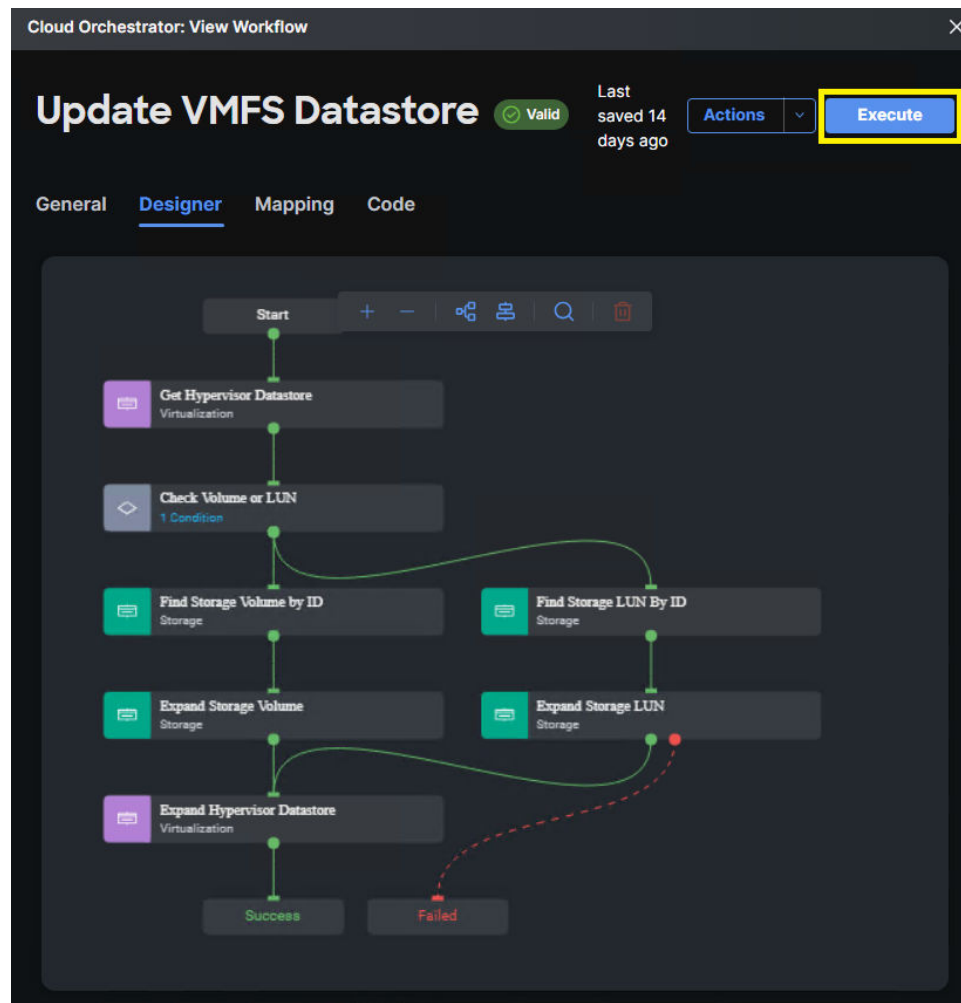 Cloud Orchestrator: View Workflow
Update VMFS Datastore
Valid
Last
saved 14
days ago
Actions
Execute
General Designer Mapping Code
Start
Get Hypervisor Datastore
Virtualization
Check Volume or LUN
1 Condition
Find Storage Volume by ID
Storage
Find Storage LUN By ID
Storage
Expand Storage Volume
Storage
Expand Storage LUN
Storage
Expand Hypervisor Datastore
Virtualization
Success
Failed